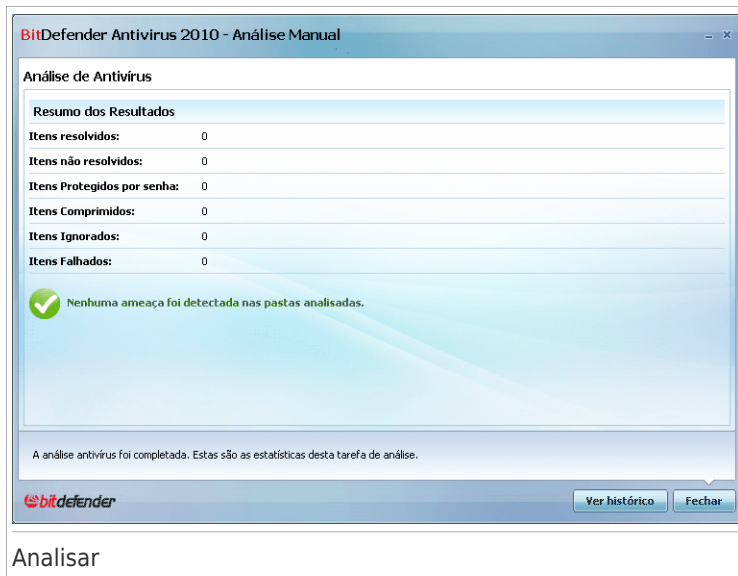 BitDefender Antivirus 2010 - Análise Manual
Análise de Antivírus
Resumo dos Resultados
Itens resolvidos: 0
Itens não resolvidos: 0
Itens Protegidos por senha: 0
Itens Comprimidos: 0
Itens Ignorados: 0
Itens Falhados: 0
Nenhuma ameaça foi detectada nas pastas analisadas.
A análise antivírus foi completada. Estas são as estatísticas desta tarefa de análise.
bitdefender
Ver histórico
Fechar
Analisar